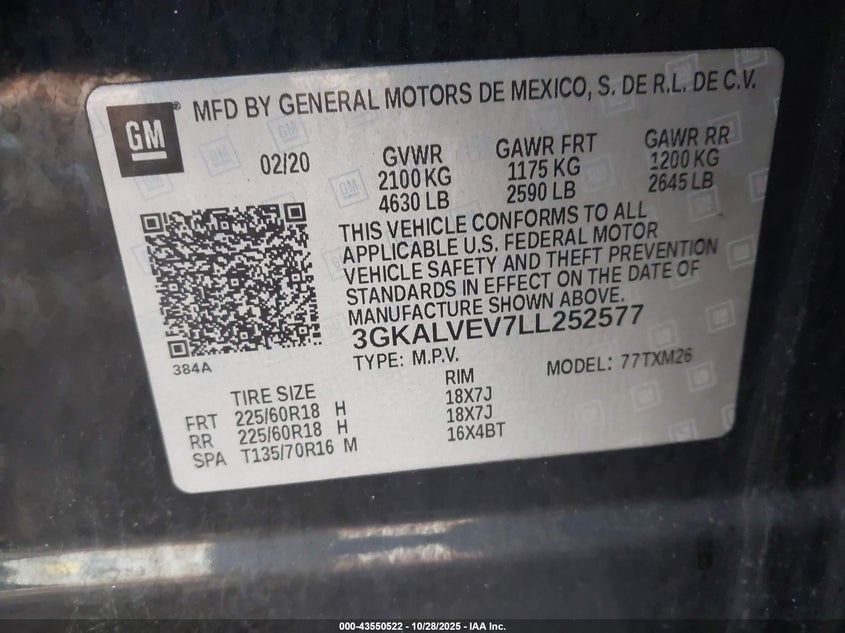 GM
® MFD BY GENERAL MOTORS DE MEXICO, S. DE R.L. DE C.V.
02/20
GVWR
2100 KG
4630 LB
GAWR FRT
1175 KG
2590 LB
GAWR RR
1200 KG
2645 LB
THIS VEHICLE CONFORMS TO ALL
APPLICABLE U.S. FEDERAL MOTOR
VEHICLE SAFETY AND THEFT PREVENTION
STANDARDS IN EFFECT ON THE DATE OF
MANUFACTURE SHOWN ABOVE.
3GKALVEV7LL252577
TYPE: M.P.V.
MODEL: 77TXM26
384A
TIRE SIZE RIM
FRT 225/60R18 H 18X7J
RR 225/60R18 H 18X7J
SPA T135/70R16 M 16X4BT
000-43550522 - 10/28/2025 - IAA Inc.